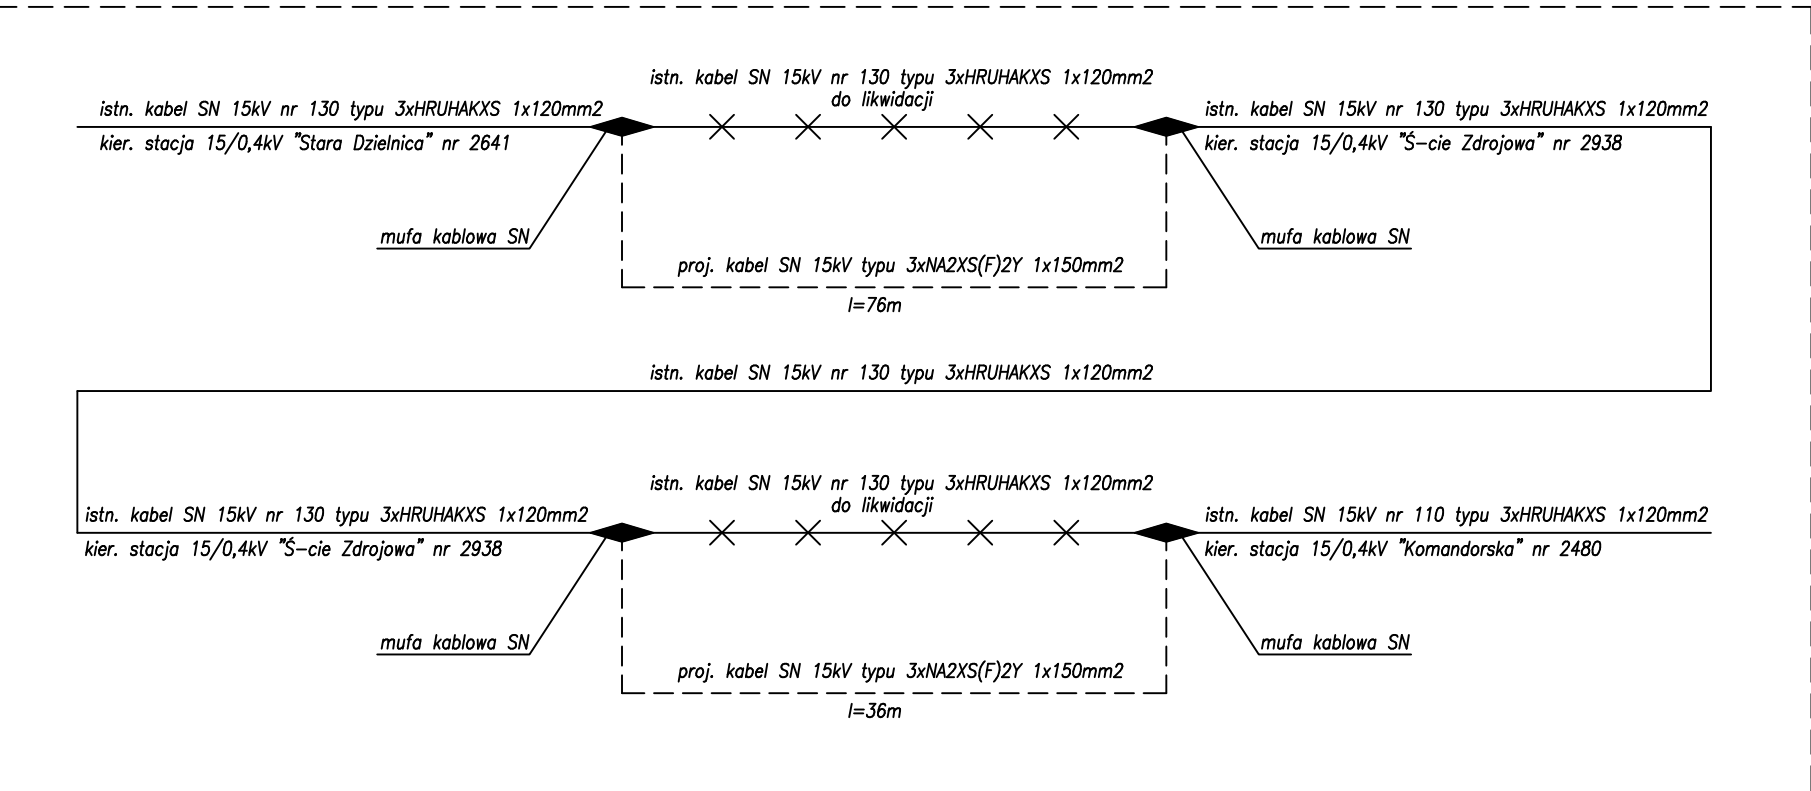 istn. kabel SN 15kV nr 130 typu 3xHRUHAKXS 1x120mm2
do likwidacji
istn. kabel SN 15kV nr 130 typu 3xHRUHAKXS 1x120mm2
kier. stacja 15/0,4kV "Stara Dzielnica" nr 2641
istn. kabel SN 15kV nr 130 typu 3xHRUHAKXS 1x120mm2
kier. stacja 15/0,4kV "Ś-cie Zdrojowa" nr 2938
mufa kablowa SN
mufa kablowa SN
proj. kabel SN 15kV typu 3xNA2XS(F)2Y 1x150mm2
l=76m
istn. kabel SN 15kV nr 130 typu 3xHRUHAKXS 1x120mm2
istn. kabel SN 15kV nr 130 typu 3xHRUHAKXS 1x120mm2
do likwidacji
istn. kabel SN 15kV nr 130 typu 3xHRUHAKXS 1x120mm2
kier. stacja 15/0,4kV "Ś-cie Zdrojowa" nr 2938
istn. kabel SN 15kV nr 110 typu 3xHRUHAKXS 1x120mm2
kier. stacja 15/0,4kV "Komandorska" nr 2480
mufa kablowa SN
mufa kablowa SN
proj. kabel SN 15kV typu 3xNA2XS(F)2Y 1x150mm2
l=36m